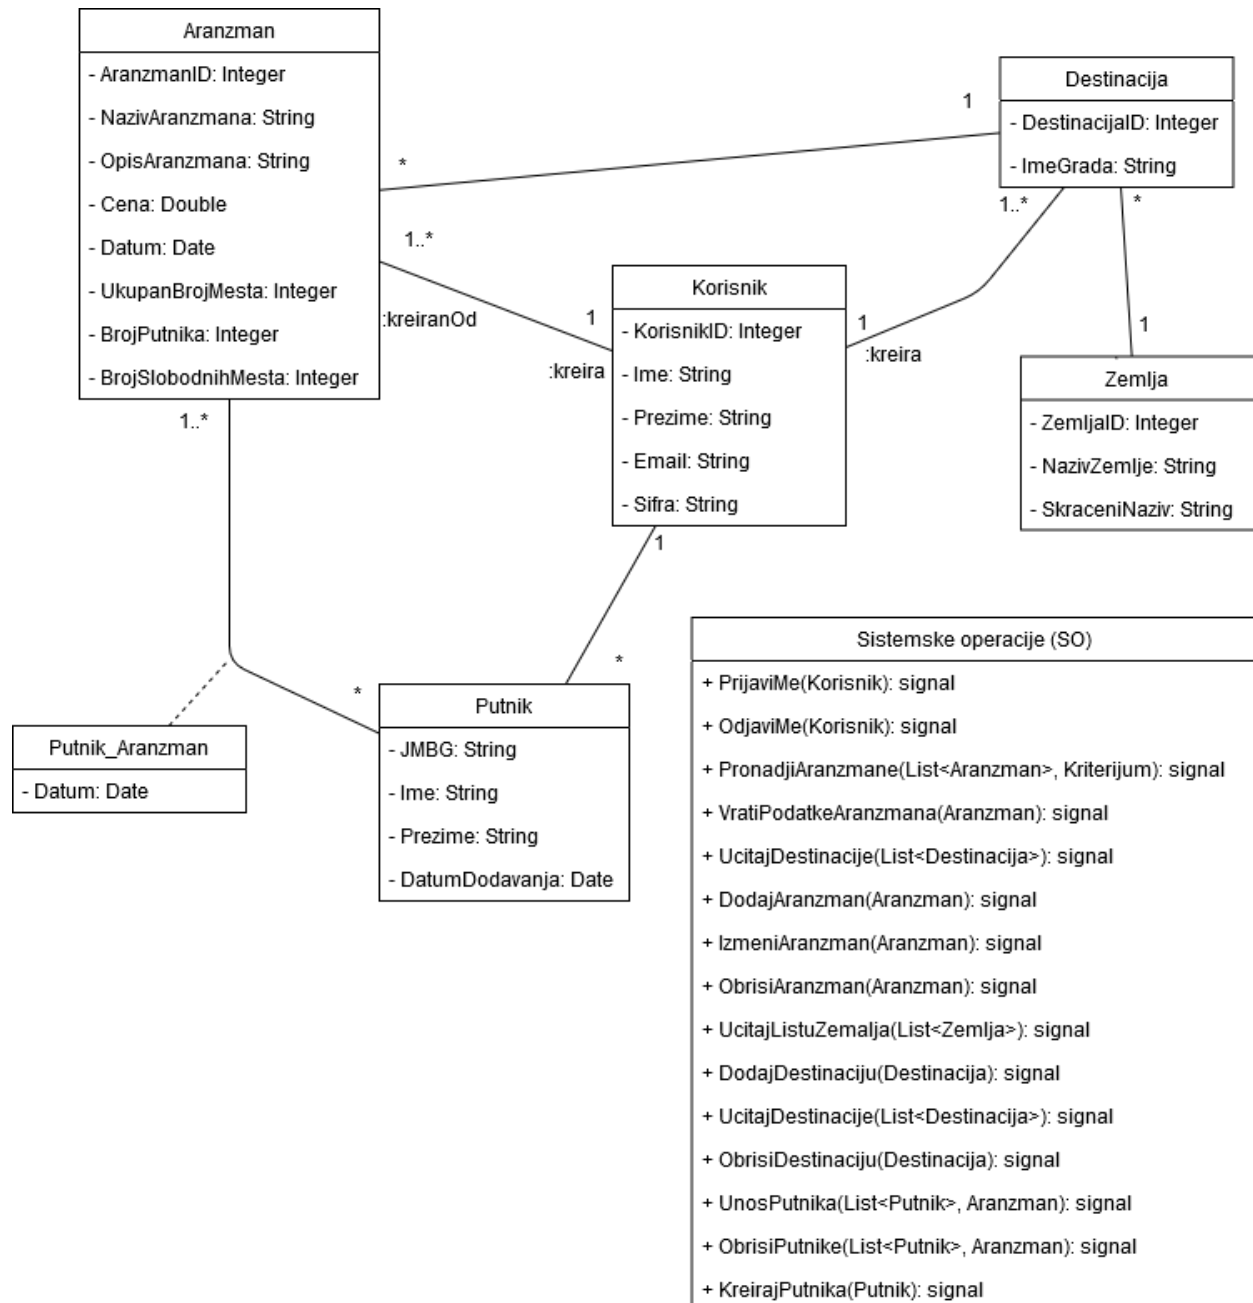 Aranzman
- AranzmanID: Integer
- NazivAranzmana: String
- OpisAranzmana: String
- Cena: Double
- Datum: Date
- UkupanBrojMesta: Integer
- BrojPutnika: Integer
- BrojSlobodnihMesta: Integer
Destinacija
- DestinacijaID: Integer
- ImeGrada: String
1
*
1..*
:kreiranOd
1
:kreira
Korisnik
- KorisnikID: Integer
- Ime: String
- Prezime: String
- Email: String
- Sifra: String
1..*
1
:kreira
*
1
Zemlja
- ZemljaID: Integer
- NazivZemlje: String
- SkraceniNaziv: String
1..*
*
1
*
Putnik_Aranzman
- Datum: Date
Putnik
- JMBG: String
- Ime: String
- Prezime: String
- DatumDodavanja: Date
Sistemske operacije (SO)
+ PrijaviMe(Korisnik): signal
+ OdjaviMe(Korisnik): signal
+ PronadjiAranzmane(List<Aranzman>, Kriterijum): signal
+ VratiPodatkeAranzmana(Aranzman): signal
+ UcitajDestinacije(List<Destinacija>): signal
+ DodajAranzman(Aranzman): signal
+ IzmeniAranzman(Aranzman): signal
+ ObrisiAranzman(Aranzman): signal
+ UcitajListuZemalja(List<Zemlja>): signal
+ DodajDestinaciju(Destinacija): signal
+ UcitajDestinacije(List<Destinacija>): signal
+ ObrisiDestinaciju(Destinacija): signal
+ UnosPutnika(List<Putnik>, Aranzman): signal
+ ObrisiPutnike(List<Putnik>, Aranzman): signal
+ KreirajPutnika(Putnik): signal